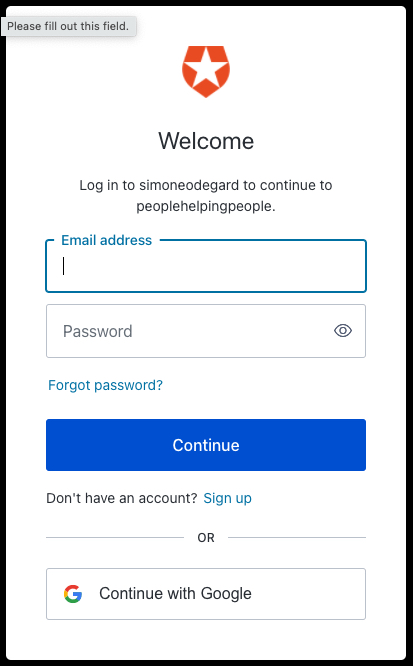 Please fill out this field.
Welcome
Log in to simoneodegard to continue to
peoplehelpingpeople.
Email address
Password
Forgot password?
Continue
Don't have an account? Sign up
OR
Continue with Google